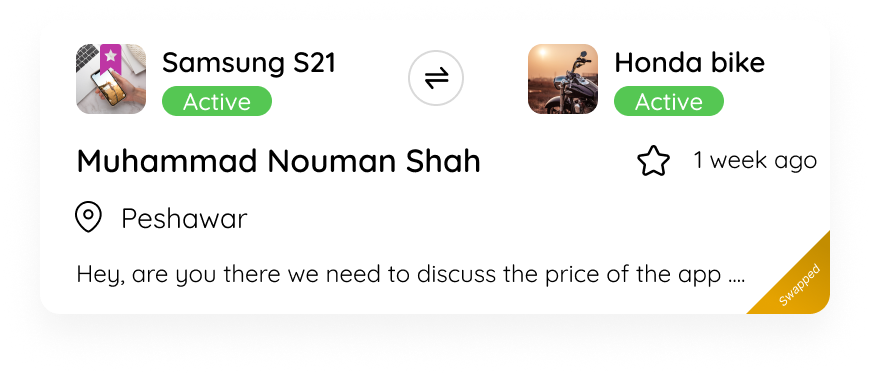 Samsung S21
Active
Honda bike
Active
Muhammad Nouman Shah
1 week ago
Peshawar
Hey, are you there we need to discuss the price of the app ....
Swapped